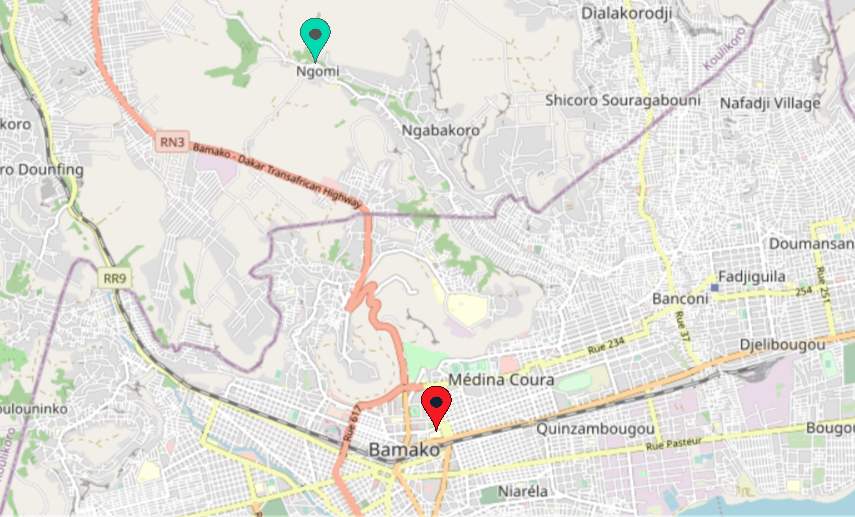 Dialakorodji
Koulikoro
Ngomi
Shicoro Souragabouni
Nafadji Village
koro
Ngabakoro
RN3
Bamako - Dakar Transafrican Highway
ro Dounfing
Doumansan
RR9
Fadjiguila
Rue 251
Banconi
254
Rue 37
Rue 234
Djelibougou
Médina Coura
oulouninko
Rue 617
Quinzambougou
Bougou
Koulikoro
Bamako
Rue Pasteur
Niaréla